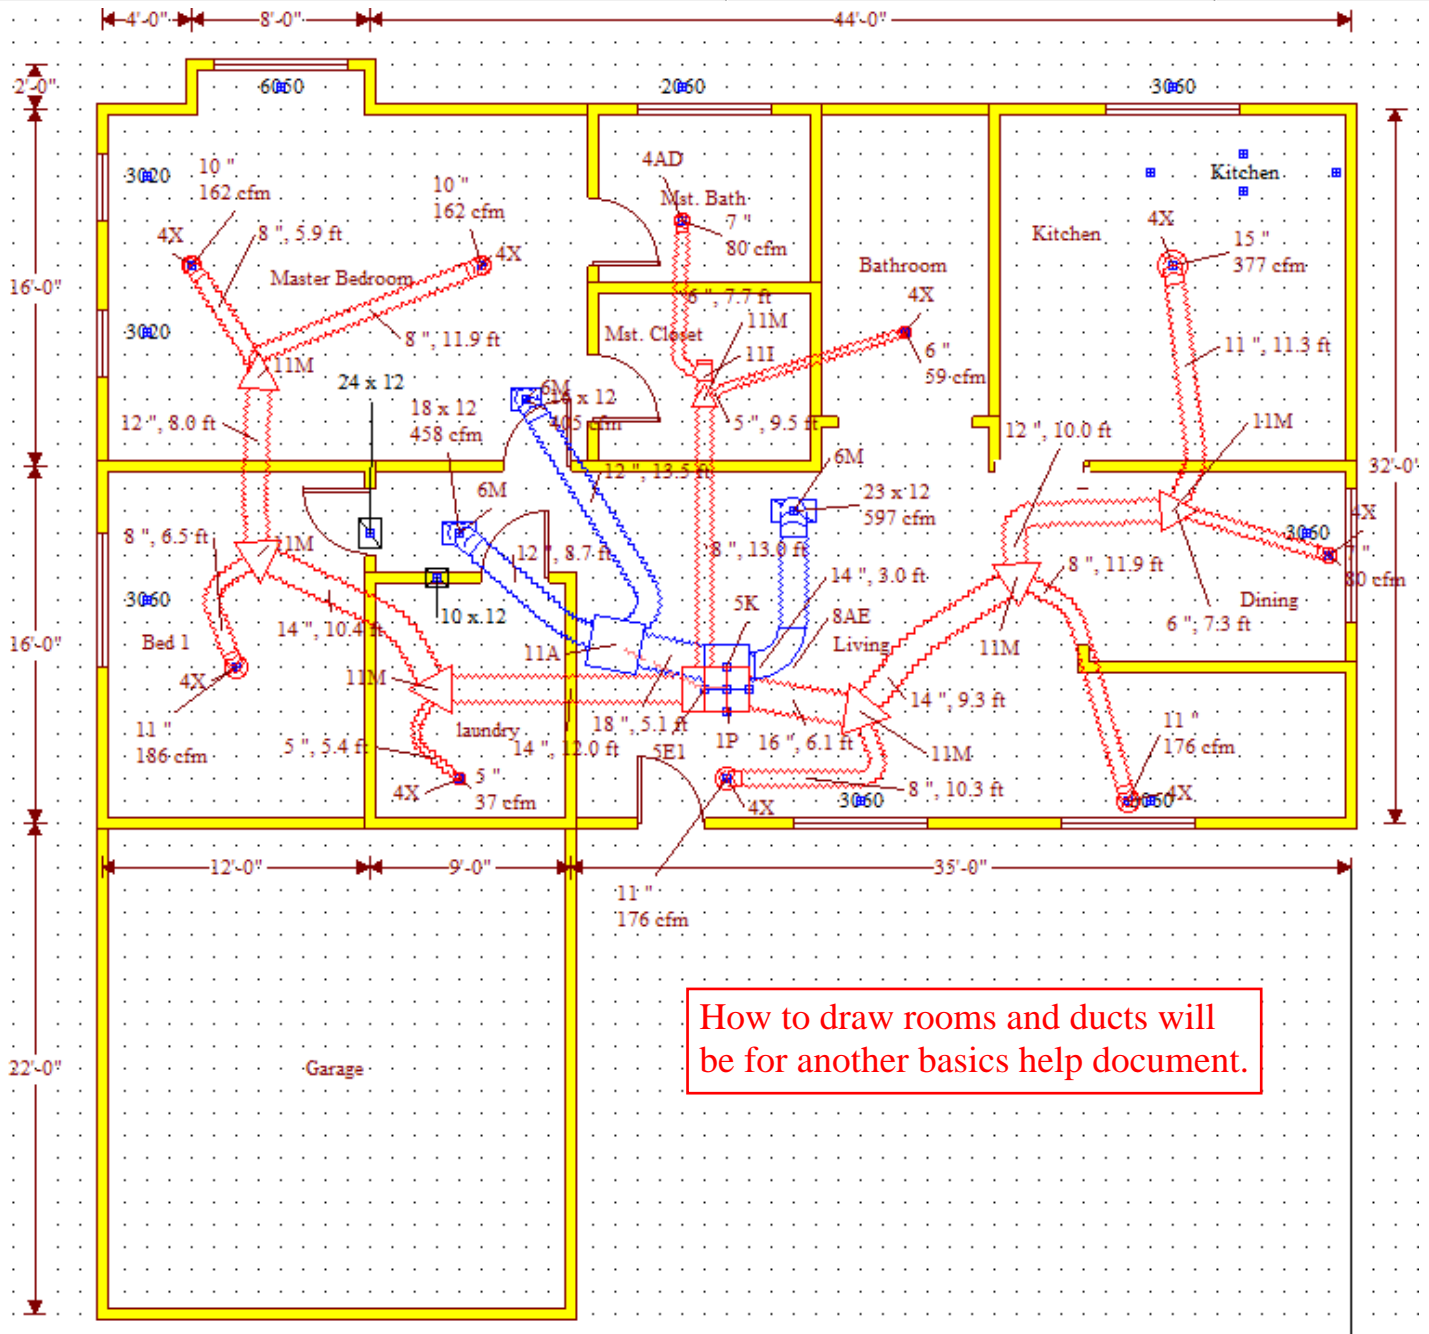 4'-0"
8'-0"
44'-0"
2'-0"
6050
2060
3060
3020
10 "
162 cfm
10 "
162 cfm
4AD
Mst. Bath
7 "
80 cfm
Kitchen
Kitchen
4X
15 "
377 cfm
4X
8 ", 5.9 ft
4X
Master Bedroom
Bathroom
16'-0"
6 ", 7.7 ft
4X
3020
8 ", 11.9 ft
Mst. Closet
11M
11I
6 "
59 cfm
11 ", 11.3 ft
11M
24 x 12
6M
x 12
405 cfm
18 x 12
458 cfm
12 ", 8.0 ft
5 ", 9.5 ft
12 ", 10.0 ft
11M
6M
32'-0"
12 ", 13.5 ft
6M
23 x 12
597 cfm
4X
8 ", 6.5 ft
11M
12 ", 8.7 ft
8 ", 13.0 ft
3060
7 "
80 cfm
14 ", 3.0 ft
8 ", 11.9 ft
3060
10 x 12
5K
8AE
Dining
14 ", 10.4 ft
6 ", 7.3 ft
Bed 1
16'-0"
11A
Living
11M
4X
11M
14 ", 9.3 ft
11 "
186 cfm
laundry
18 ", 5.1 ft
11 "
176 cfm
5 ", 5.4 ft
14 ", 12.0 ft
5E1
1P
16 ", 6.1 ft
11M
4X
5 "
37 cfm
4X
8 ", 10.3 ft
3060
3060
4X
12'-0"
9'-0"
35'-0"
11 "
176 cfm
How to draw rooms and ducts will
be for another basics help document.
22'-0"
Garage